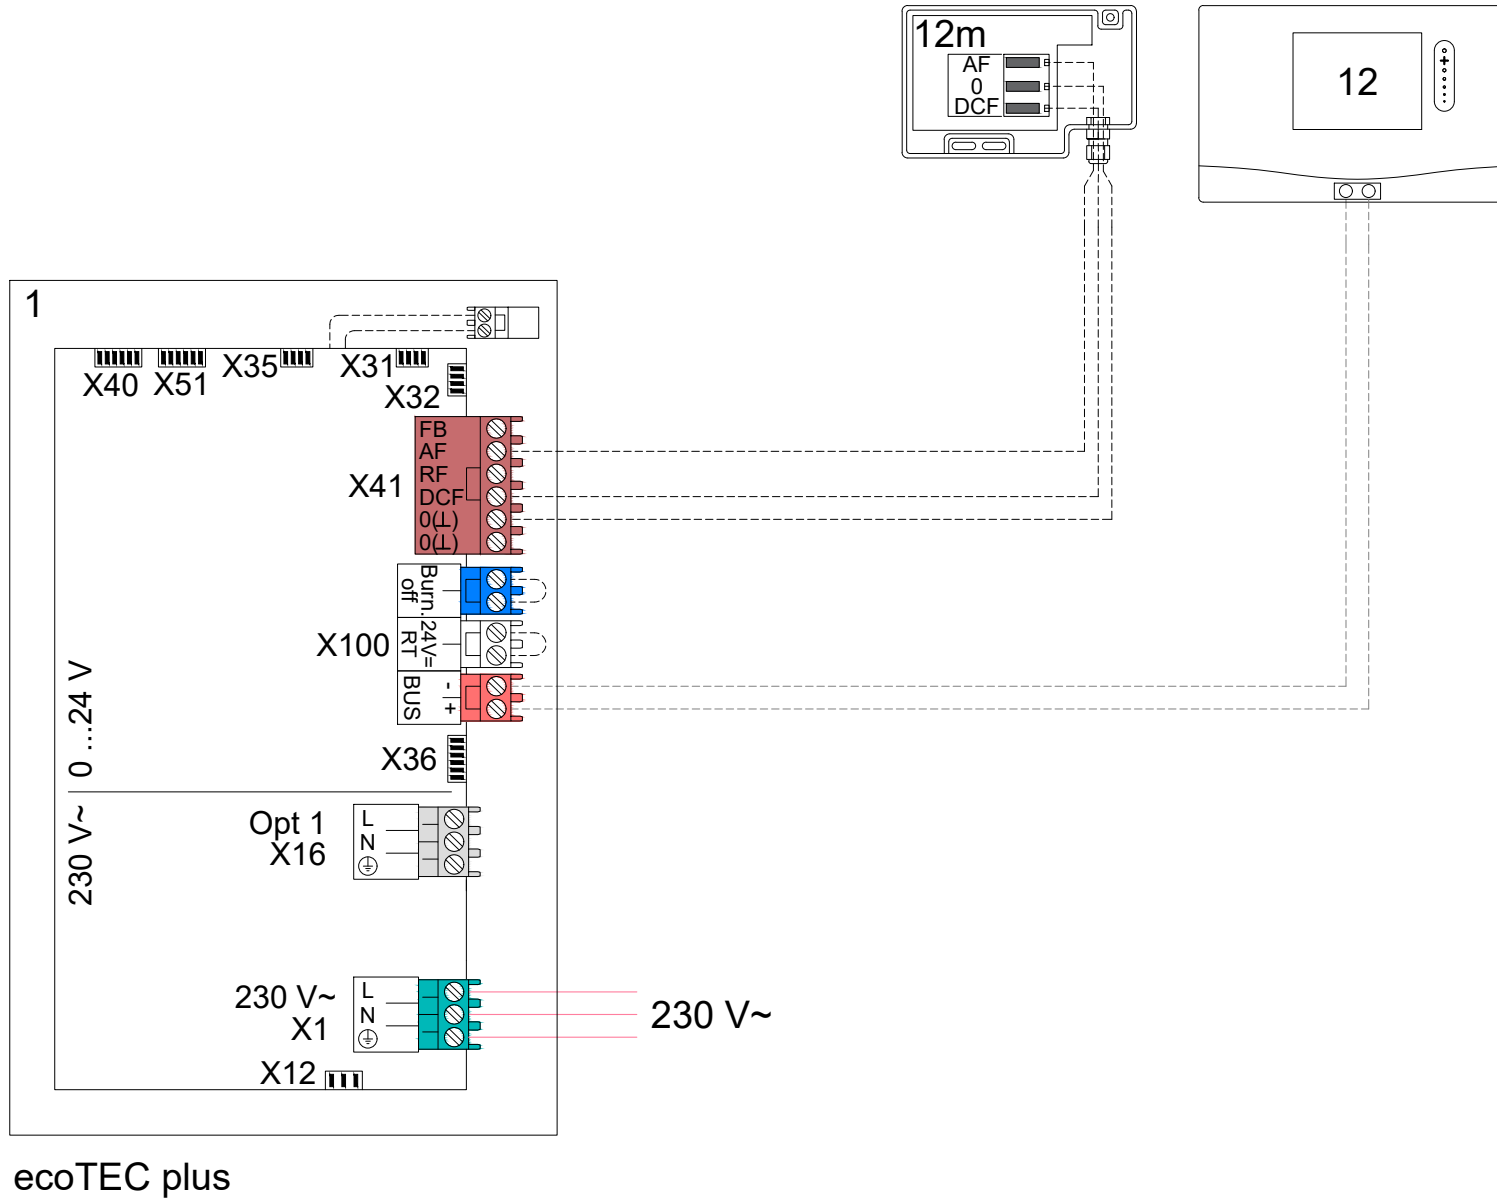 12m
AF
0
DCF
12
1
X40
X51
X35
X31
X32
X41
FB
AF
RF
DCF
0(⊥)
0(⊥)
Burn.
off
X100
24V=
RT
BUS
- +
X36
0 ...24 V
230 V~
Opt 1
X16
L
N
230 V~
X1
L
N
230 V~
X12
ecoTEC plus